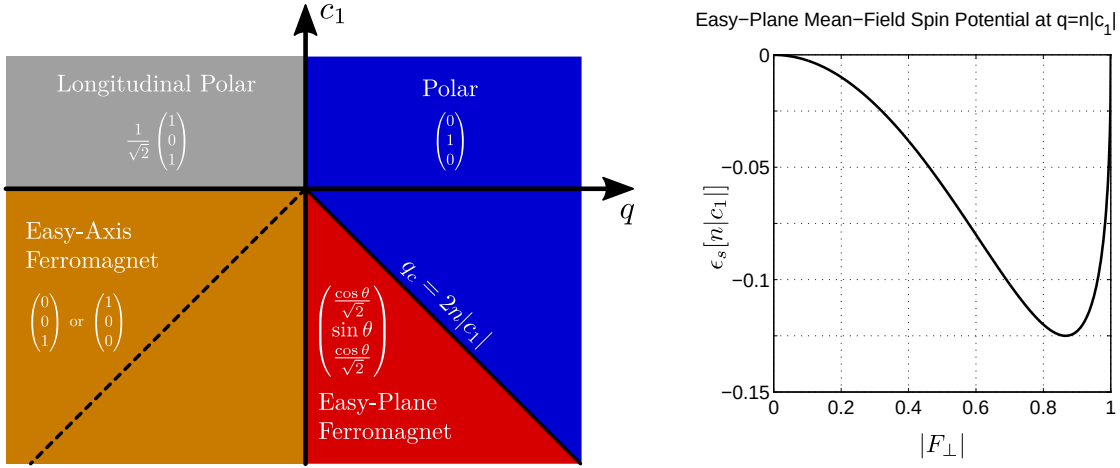 c₁
Longitudinal Polar
1/√2 (1 0 1)
Polar
(0 1 0)
q
Easy-Axis
Ferromagnet
(0 0 1) or (1 0 0)
q_c = 2n|c₁|
(cos θ/√2 sin θ cos θ/√2)
Easy-Plane
Ferromagnet
Easy−Plane Mean−Field Spin Potential at q=n|c₁|
ϵ_s[n|c₁|]
0
−0.05
−0.1
−0.15
0 0.2 0.4 0.6 0.8 1
|F_⊥|